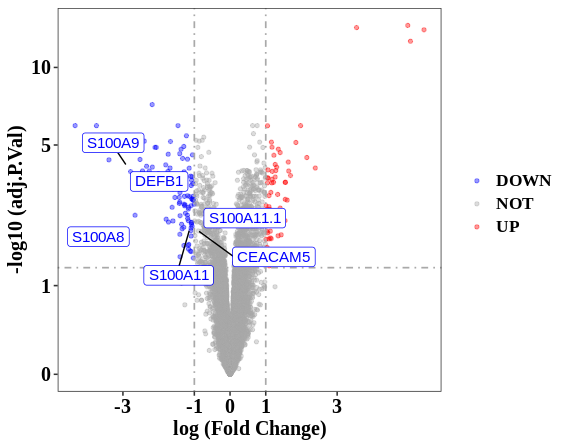 10
5
1
0
-log10 (adj.P.Val)
S100A9
DEFB1
S100A11.1
S100A8
CEACAM5
S100A11
DOWN
NOT
UP
-3
-1
0
1
3
log (Fold Change)